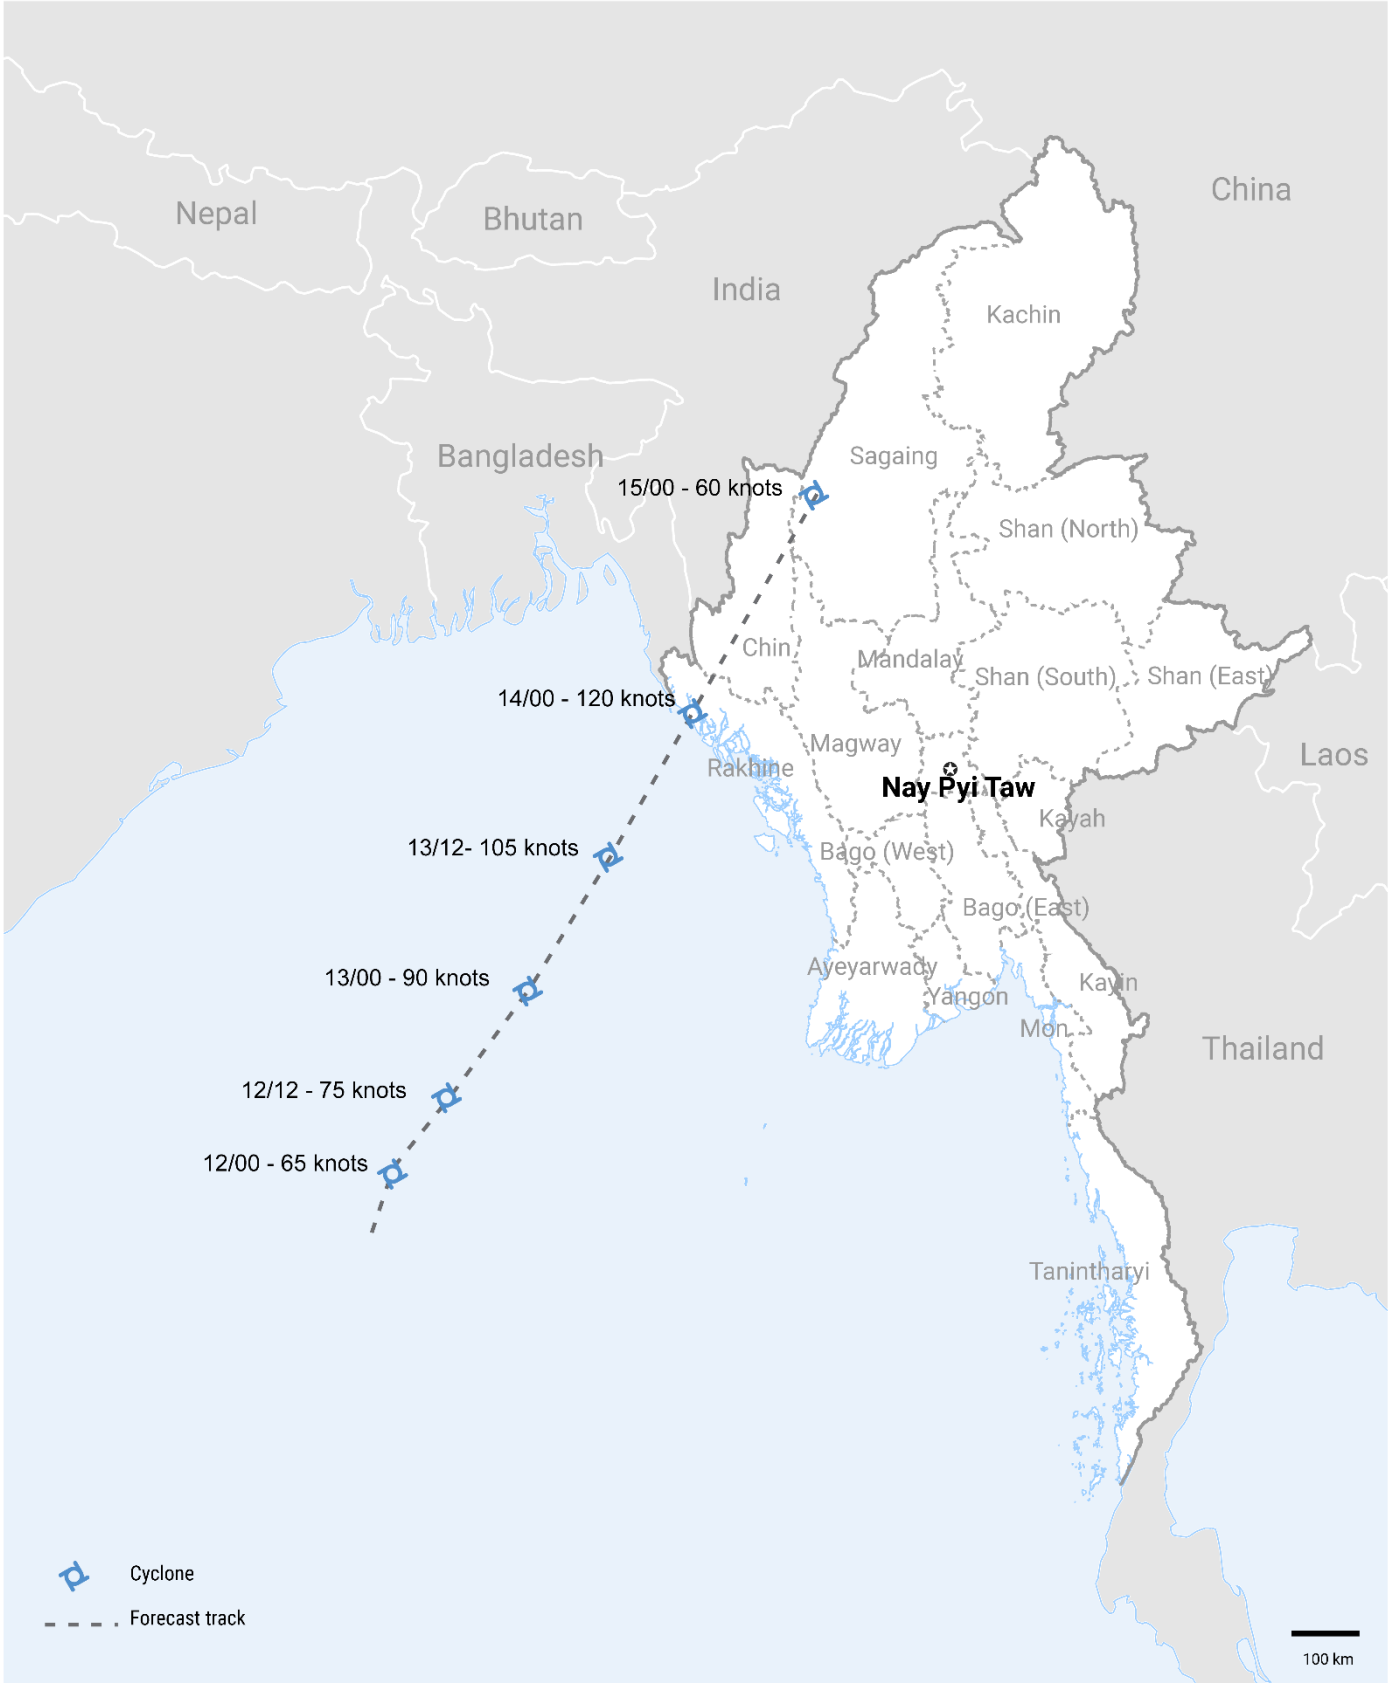 China
Nepal
Bhutan
India
Kachin
Bangladesh
Sagaing
15/00 - 60 knots
Shan (North)
Chin
Mandalay
Shan (South)
Shan (East)
14/00 - 120 knots
Magway
Laos
Rakhine
Nay Pyi Taw
Kayah
13/12- 105 knots
Bago (West)
Bago (East)
Ayeyarwady
13/00 - 90 knots
Kayin
Yangon
Mon
Thailand
12/12 - 75 knots
12/00 - 65 knots
Tanintharyi
Cyclone
Forecast track
100 km